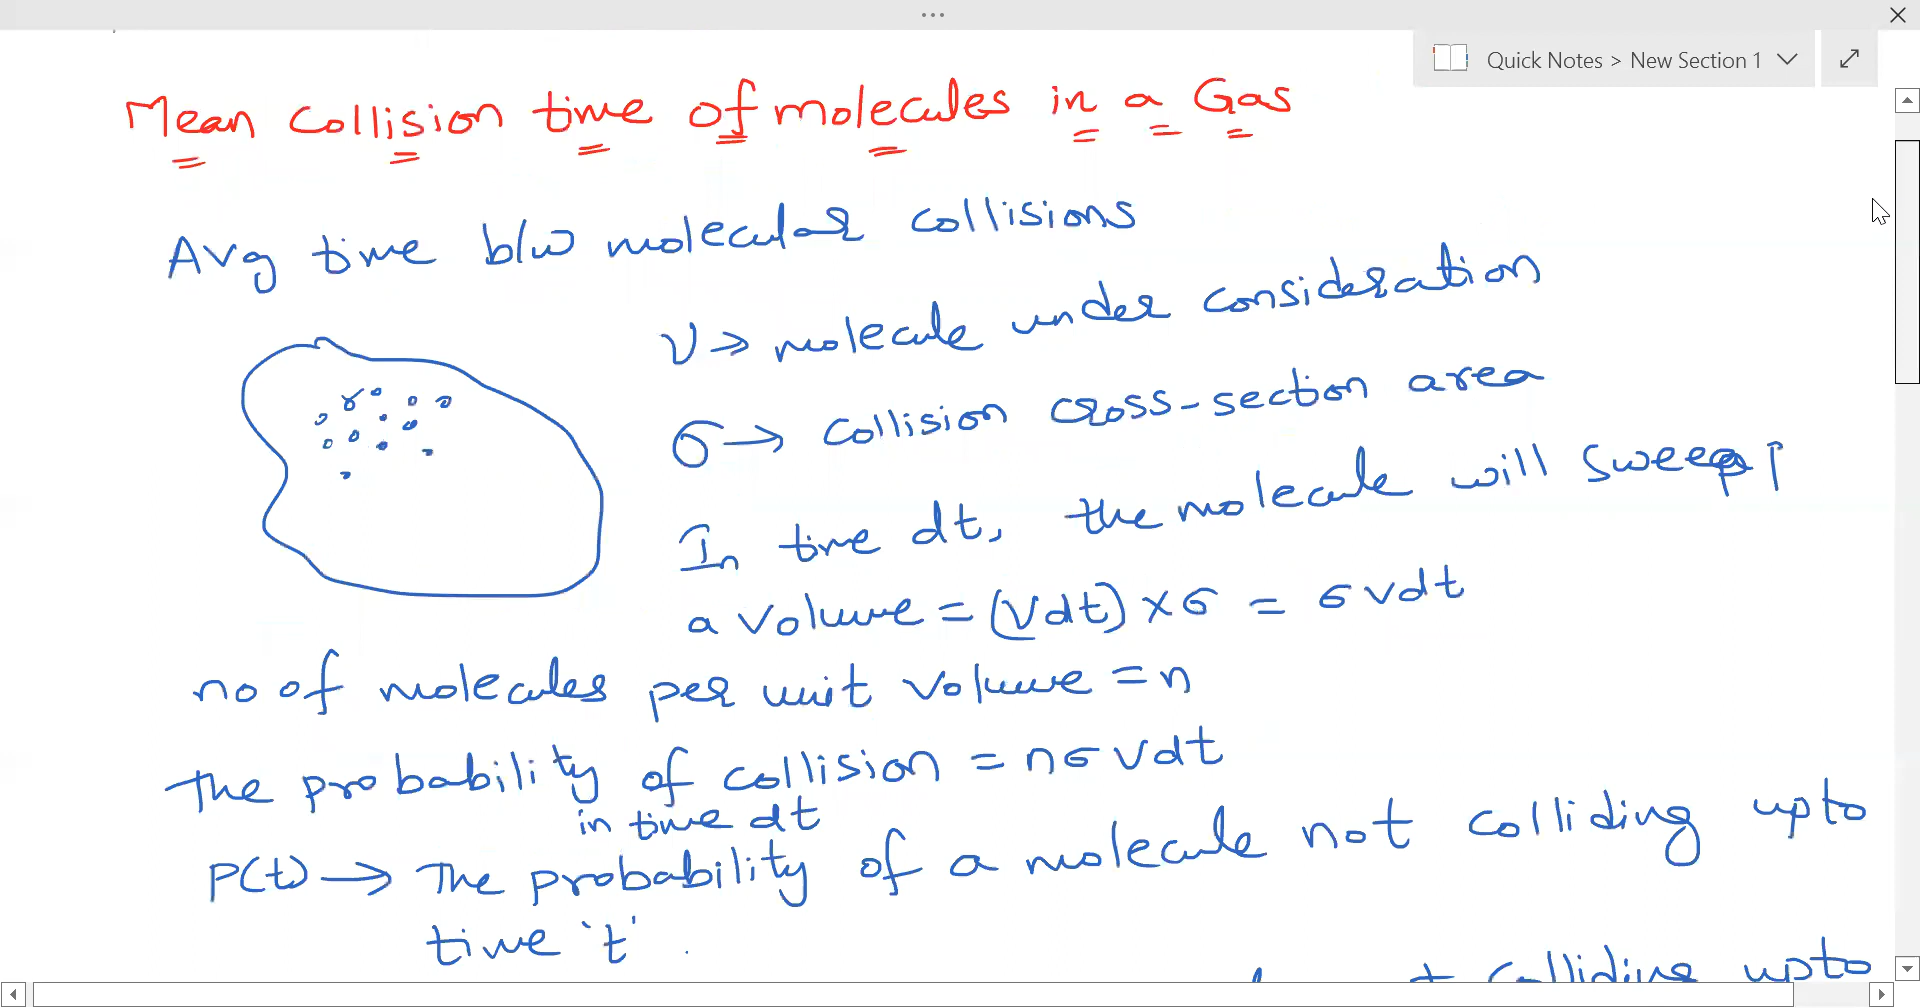 Quick Notes > New Section 1
Mean collision time of molecules in a Gas
Avg time b/w molecular collisions
V → molecule under consideration
σ → collision cross-section area
In time dt, the molecule will sweep
a volume = (Vdt) × σ = σVdt
no of molecules per unit volume = n
The probability of collision = nσVdt
in time dt
P(t) → The probability of a molecule not colliding upto
time 't'.
colliding upto